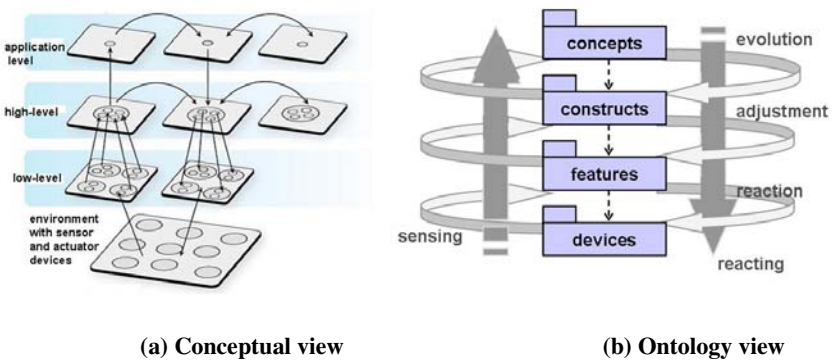 application
level
high-level
low-level
environment
with sensor
and actuator
devices
concepts
constructs
features
devices
evolution
adjustment
reaction
sensing
reacting
(a) Conceptual view
(b) Ontology view